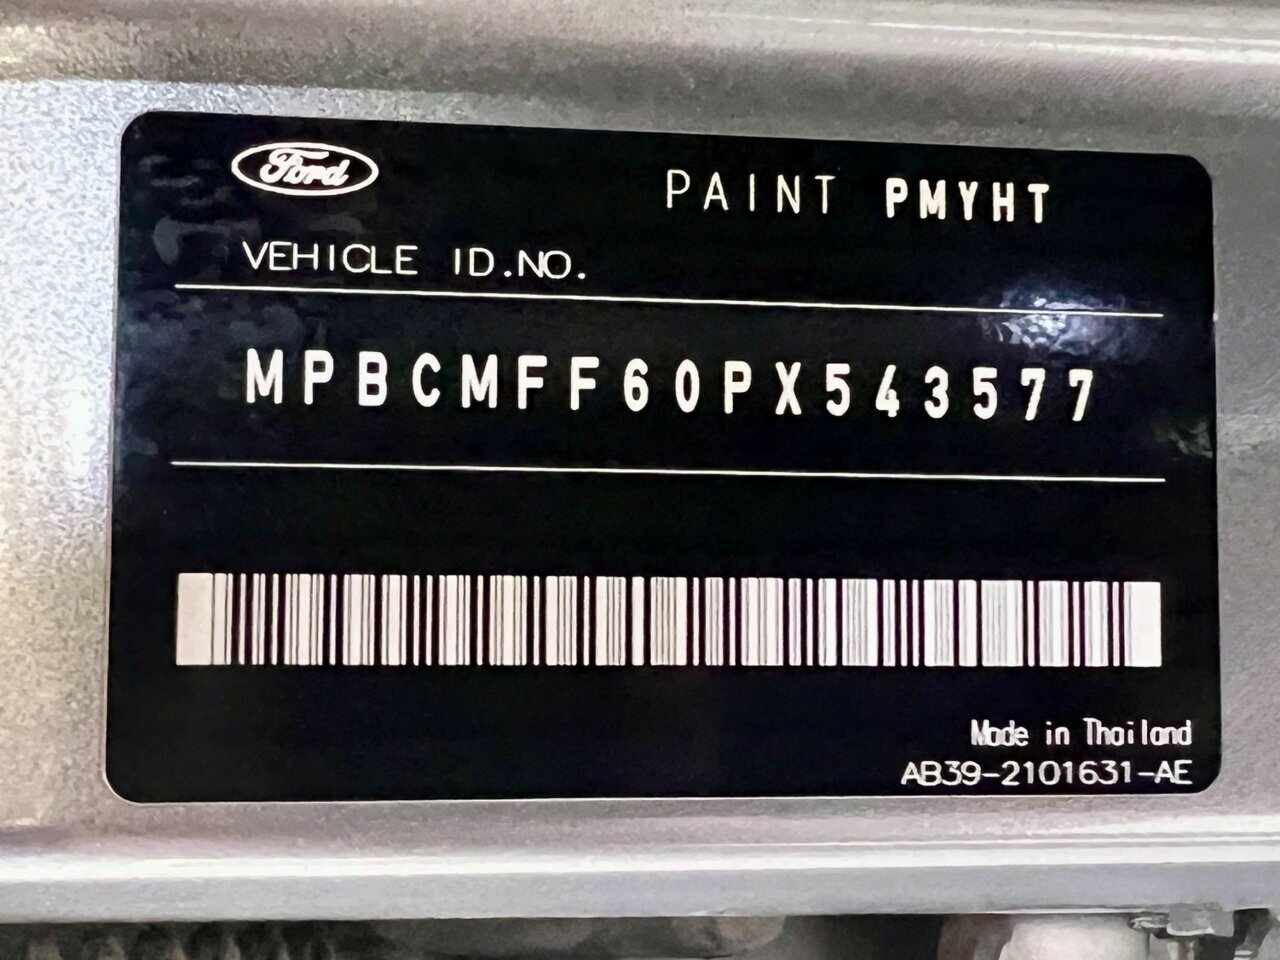 Ford
PAINT PMYHT
VEHICLE ID.NO.
MPBCMFF60PX543577
Made in Thailand
AB39-2101631-AE